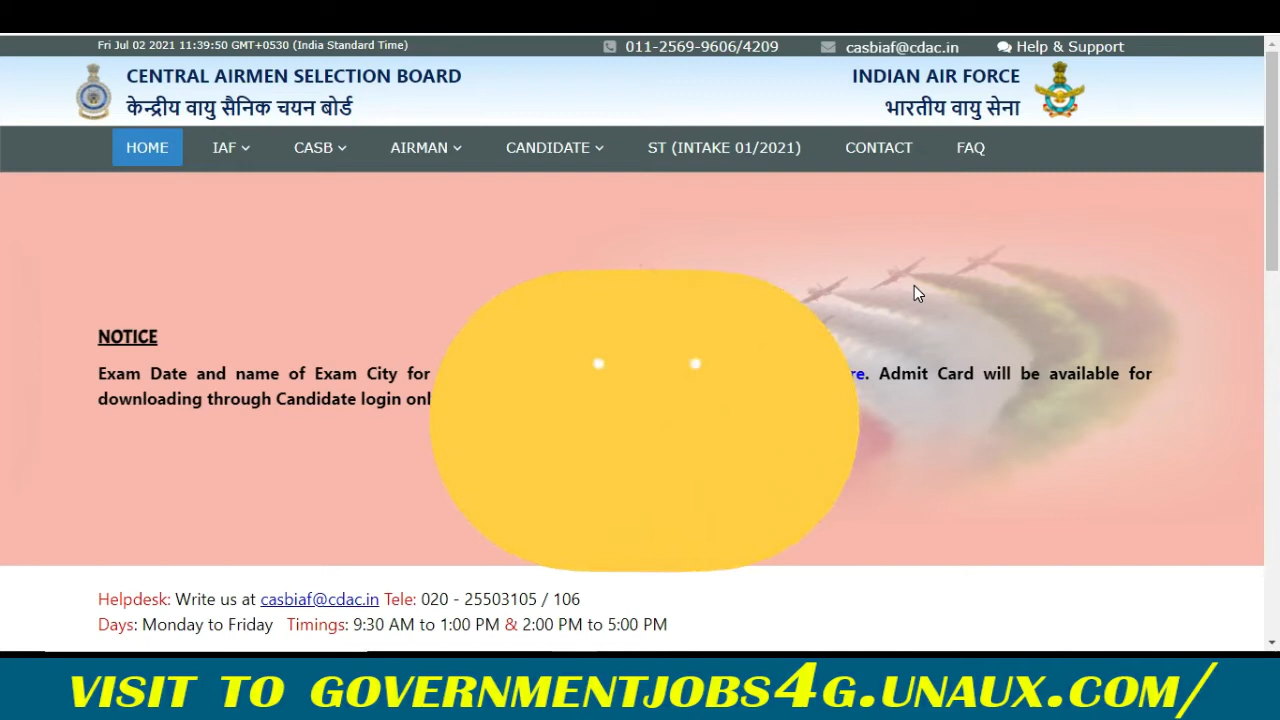 Fri Jul 02 2021 11:39:50 GMT+0530 (India Standard Time) 011-2569-9606/4209 casbiaf@cdac.in Help & Support
CENTRAL AIRMEN SELECTION BOARD INDIAN AIR FORCE
केन्द्रीय वायु सैनिक चयन बोर्ड भारतीय वायु सेना
HOME IAF CASB AIRMAN CANDIDATE ST (INTAKE 01/2021) CONTACT FAQ
NOTICE
Exam Date and name of Exam City for . Admit Card will be available for
downloading through Candidate login
Helpdesk: Write us at casbiaf@cdac.in Tele: 020 - 25503105 / 106
Days: Monday to Friday Timings: 9:30 AM to 1:00 PM & 2:00 PM to 5:00 PM
VISIT TO GOVERNMENTJOBS4G.UNAUX.COM/